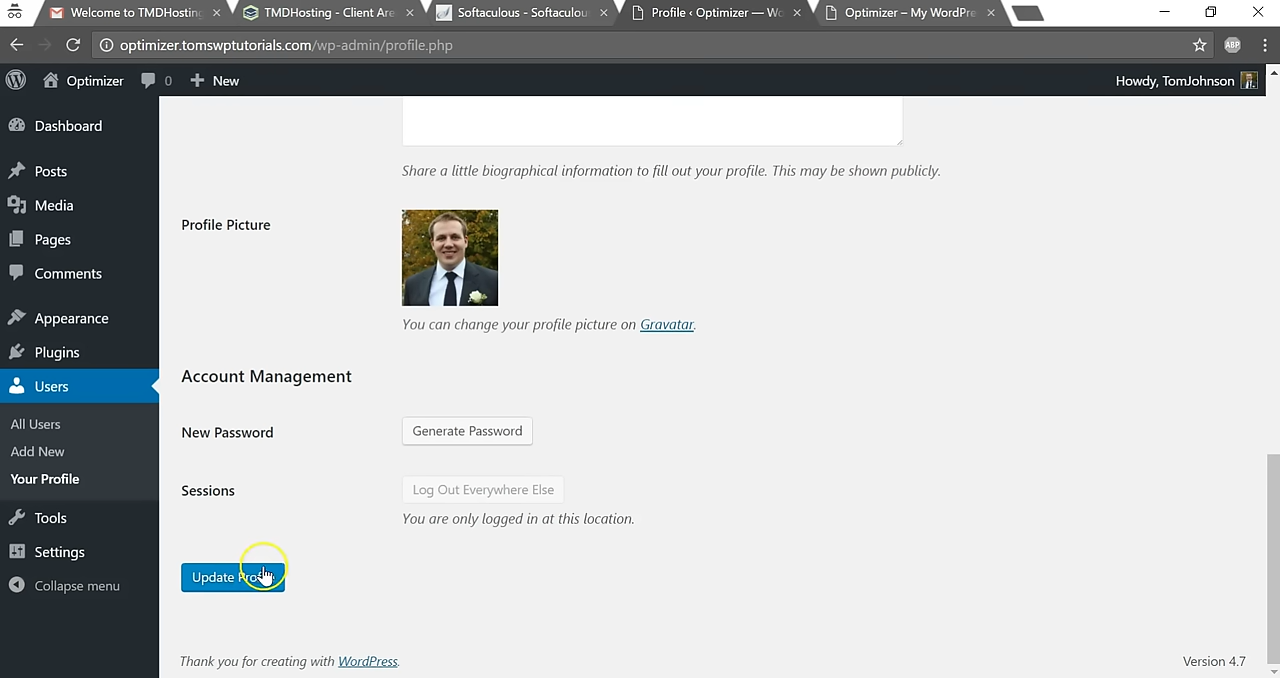 Welcome to TMDHosting
TMDHosting - Client Are
Softaculous - Softaculou
Profile ‹ Optimizer — Wo
Optimizer – My WordPre
optimizer.tomswptutorials.com/wp-admin/profile.php
ABP
Optimizer
0
New
Howdy, TomJohnson
Dashboard
Posts
Media
Pages
Comments
Appearance
Plugins
Users
All Users
Add New
Your Profile
Tools
Settings
Collapse menu
Share a little biographical information to fill out your profile. This may be shown publicly.
Profile Picture
You can change your profile picture on Gravatar.
Account Management
New Password
Generate Password
Sessions
Log Out Everywhere Else
You are only logged in at this location.
Update Profile
Thank you for creating with WordPress.
Version 4.7